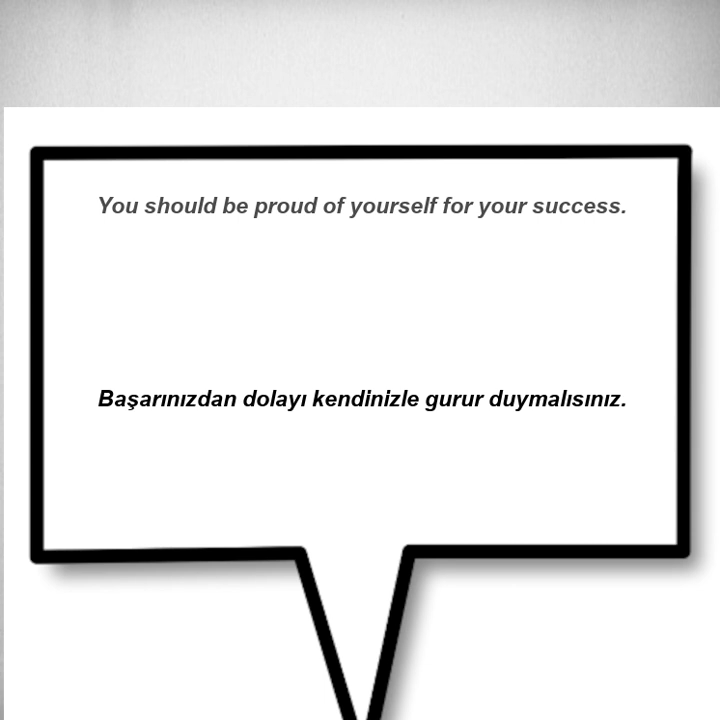 You should be proud of yourself for your success.
Başarınızdan dolayı kendinizle gurur duymalısınız.